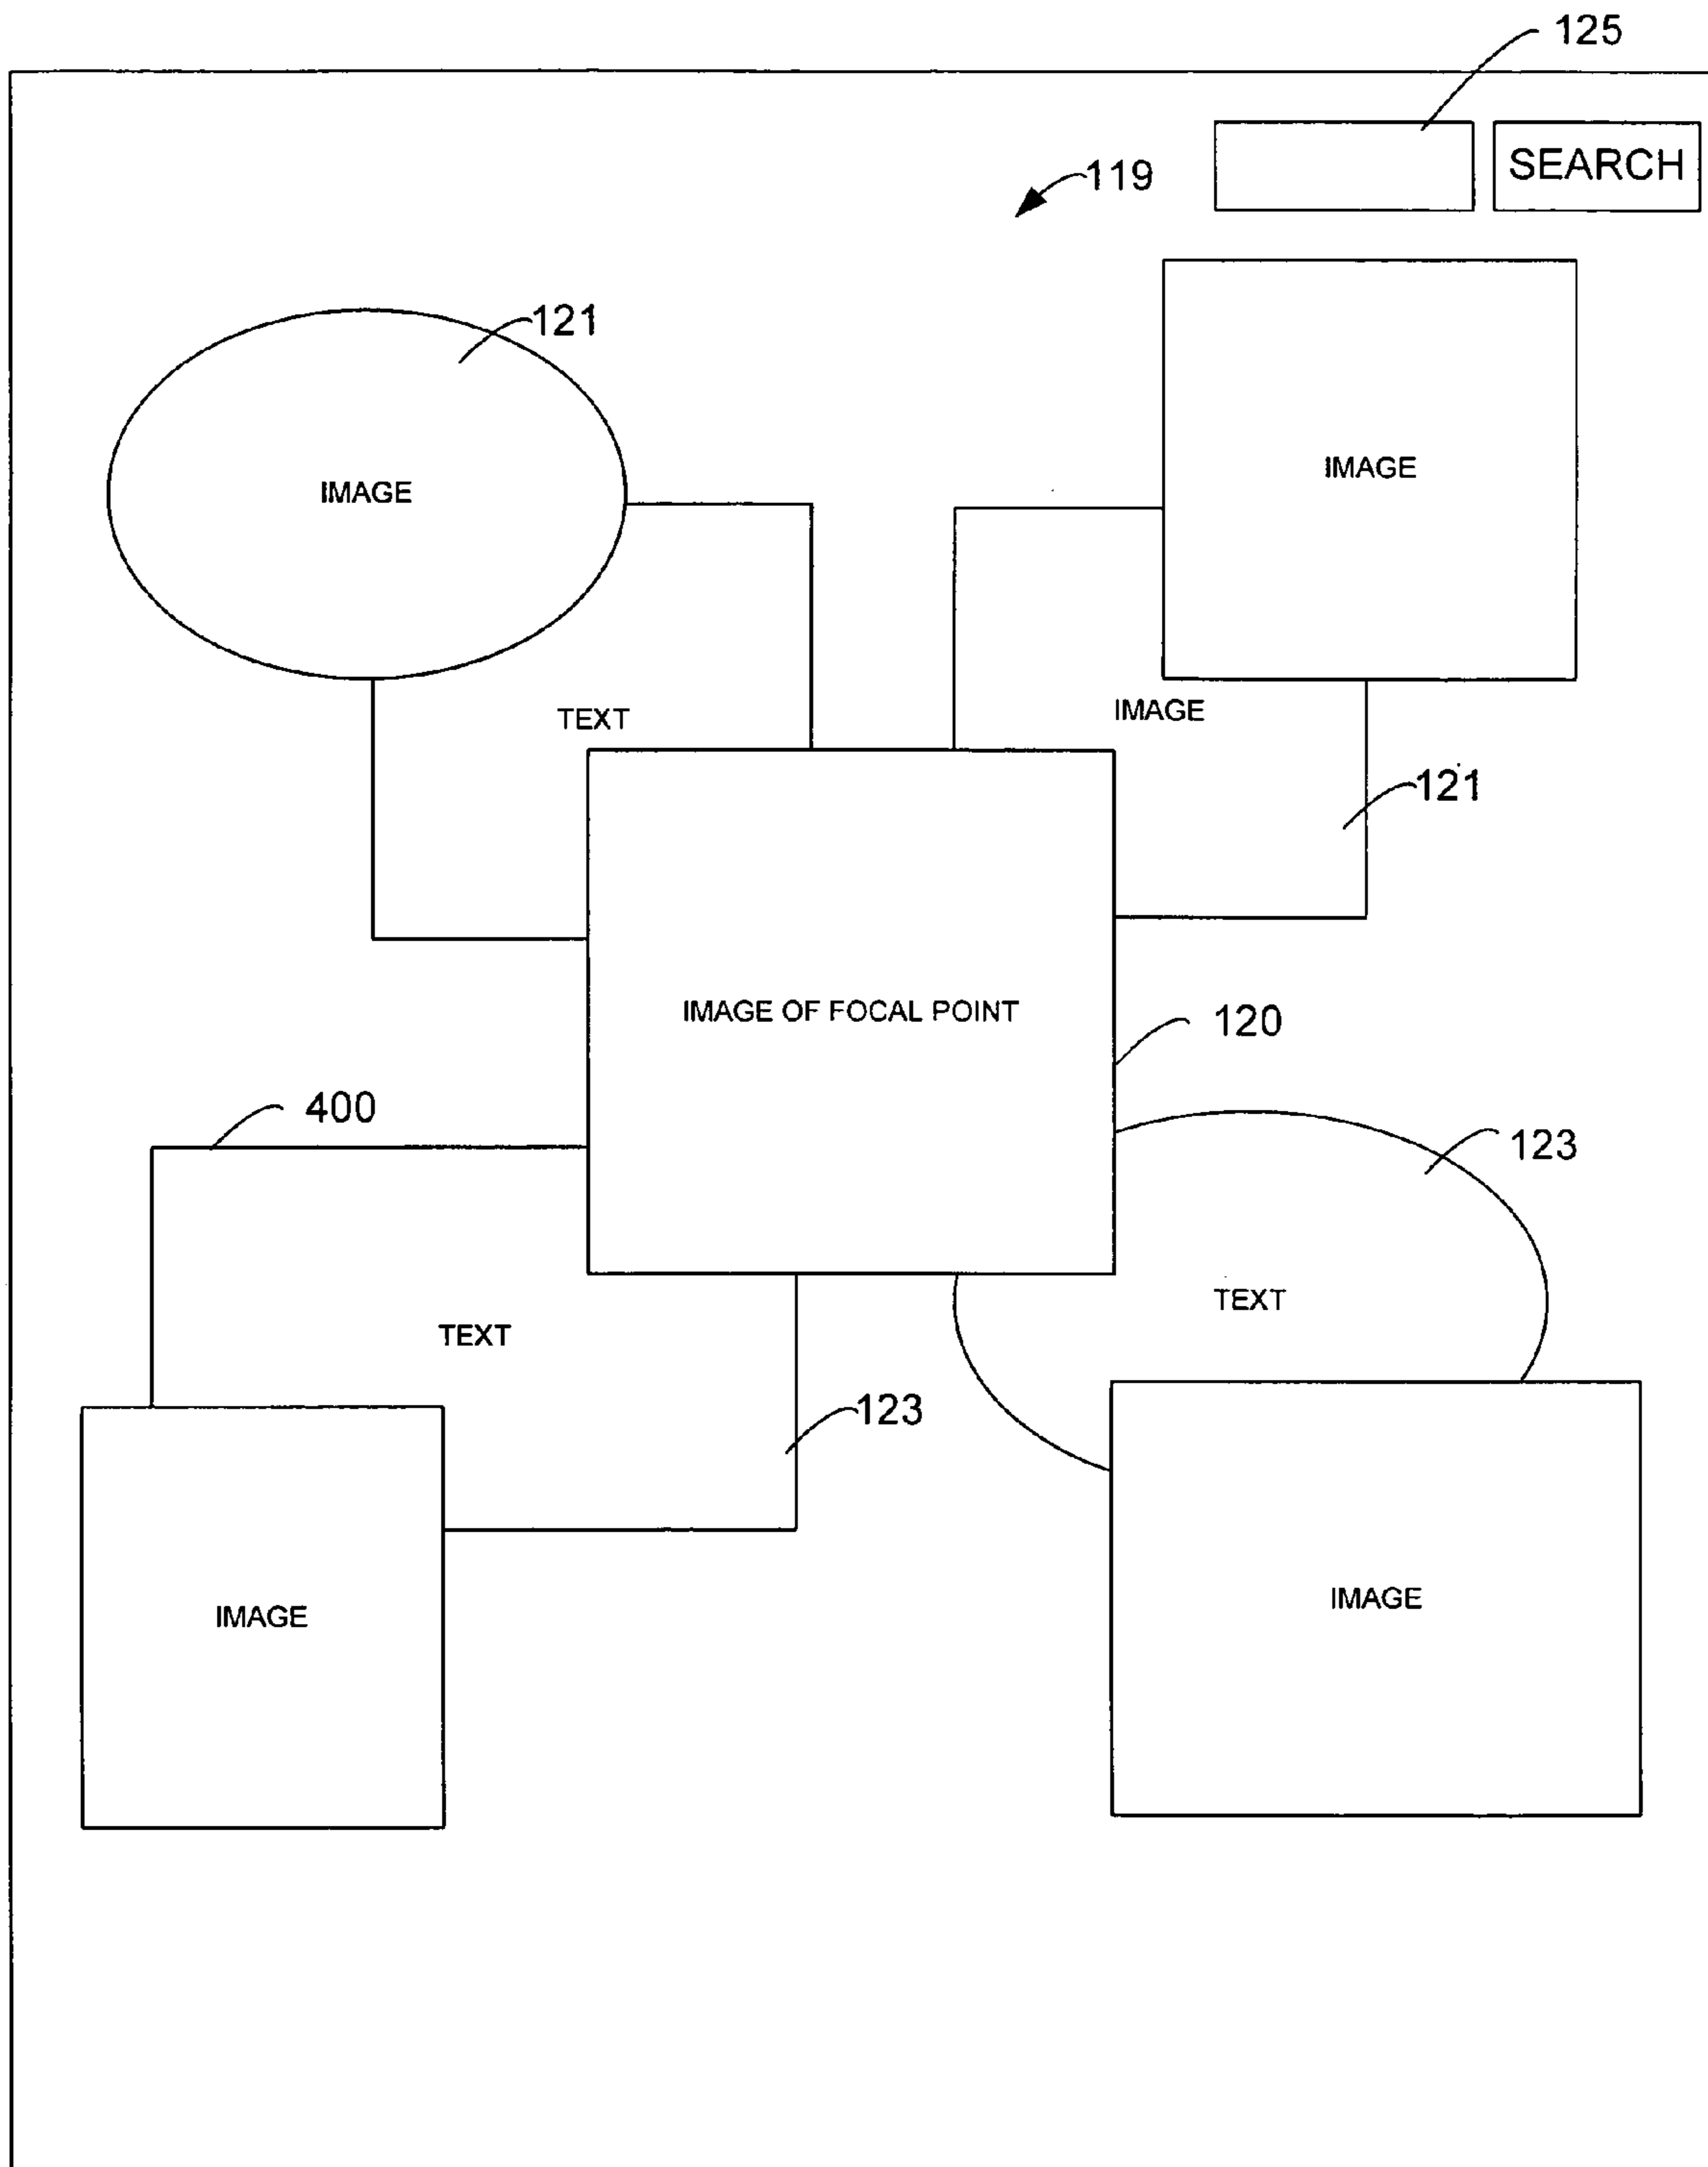 125
119
SEARCH
121
IMAGE
IMAGE
TEXT
IMAGE
121
IMAGE OF FOCAL POINT
120
400
123
TEXT
TEXT
123
IMAGE
IMAGE